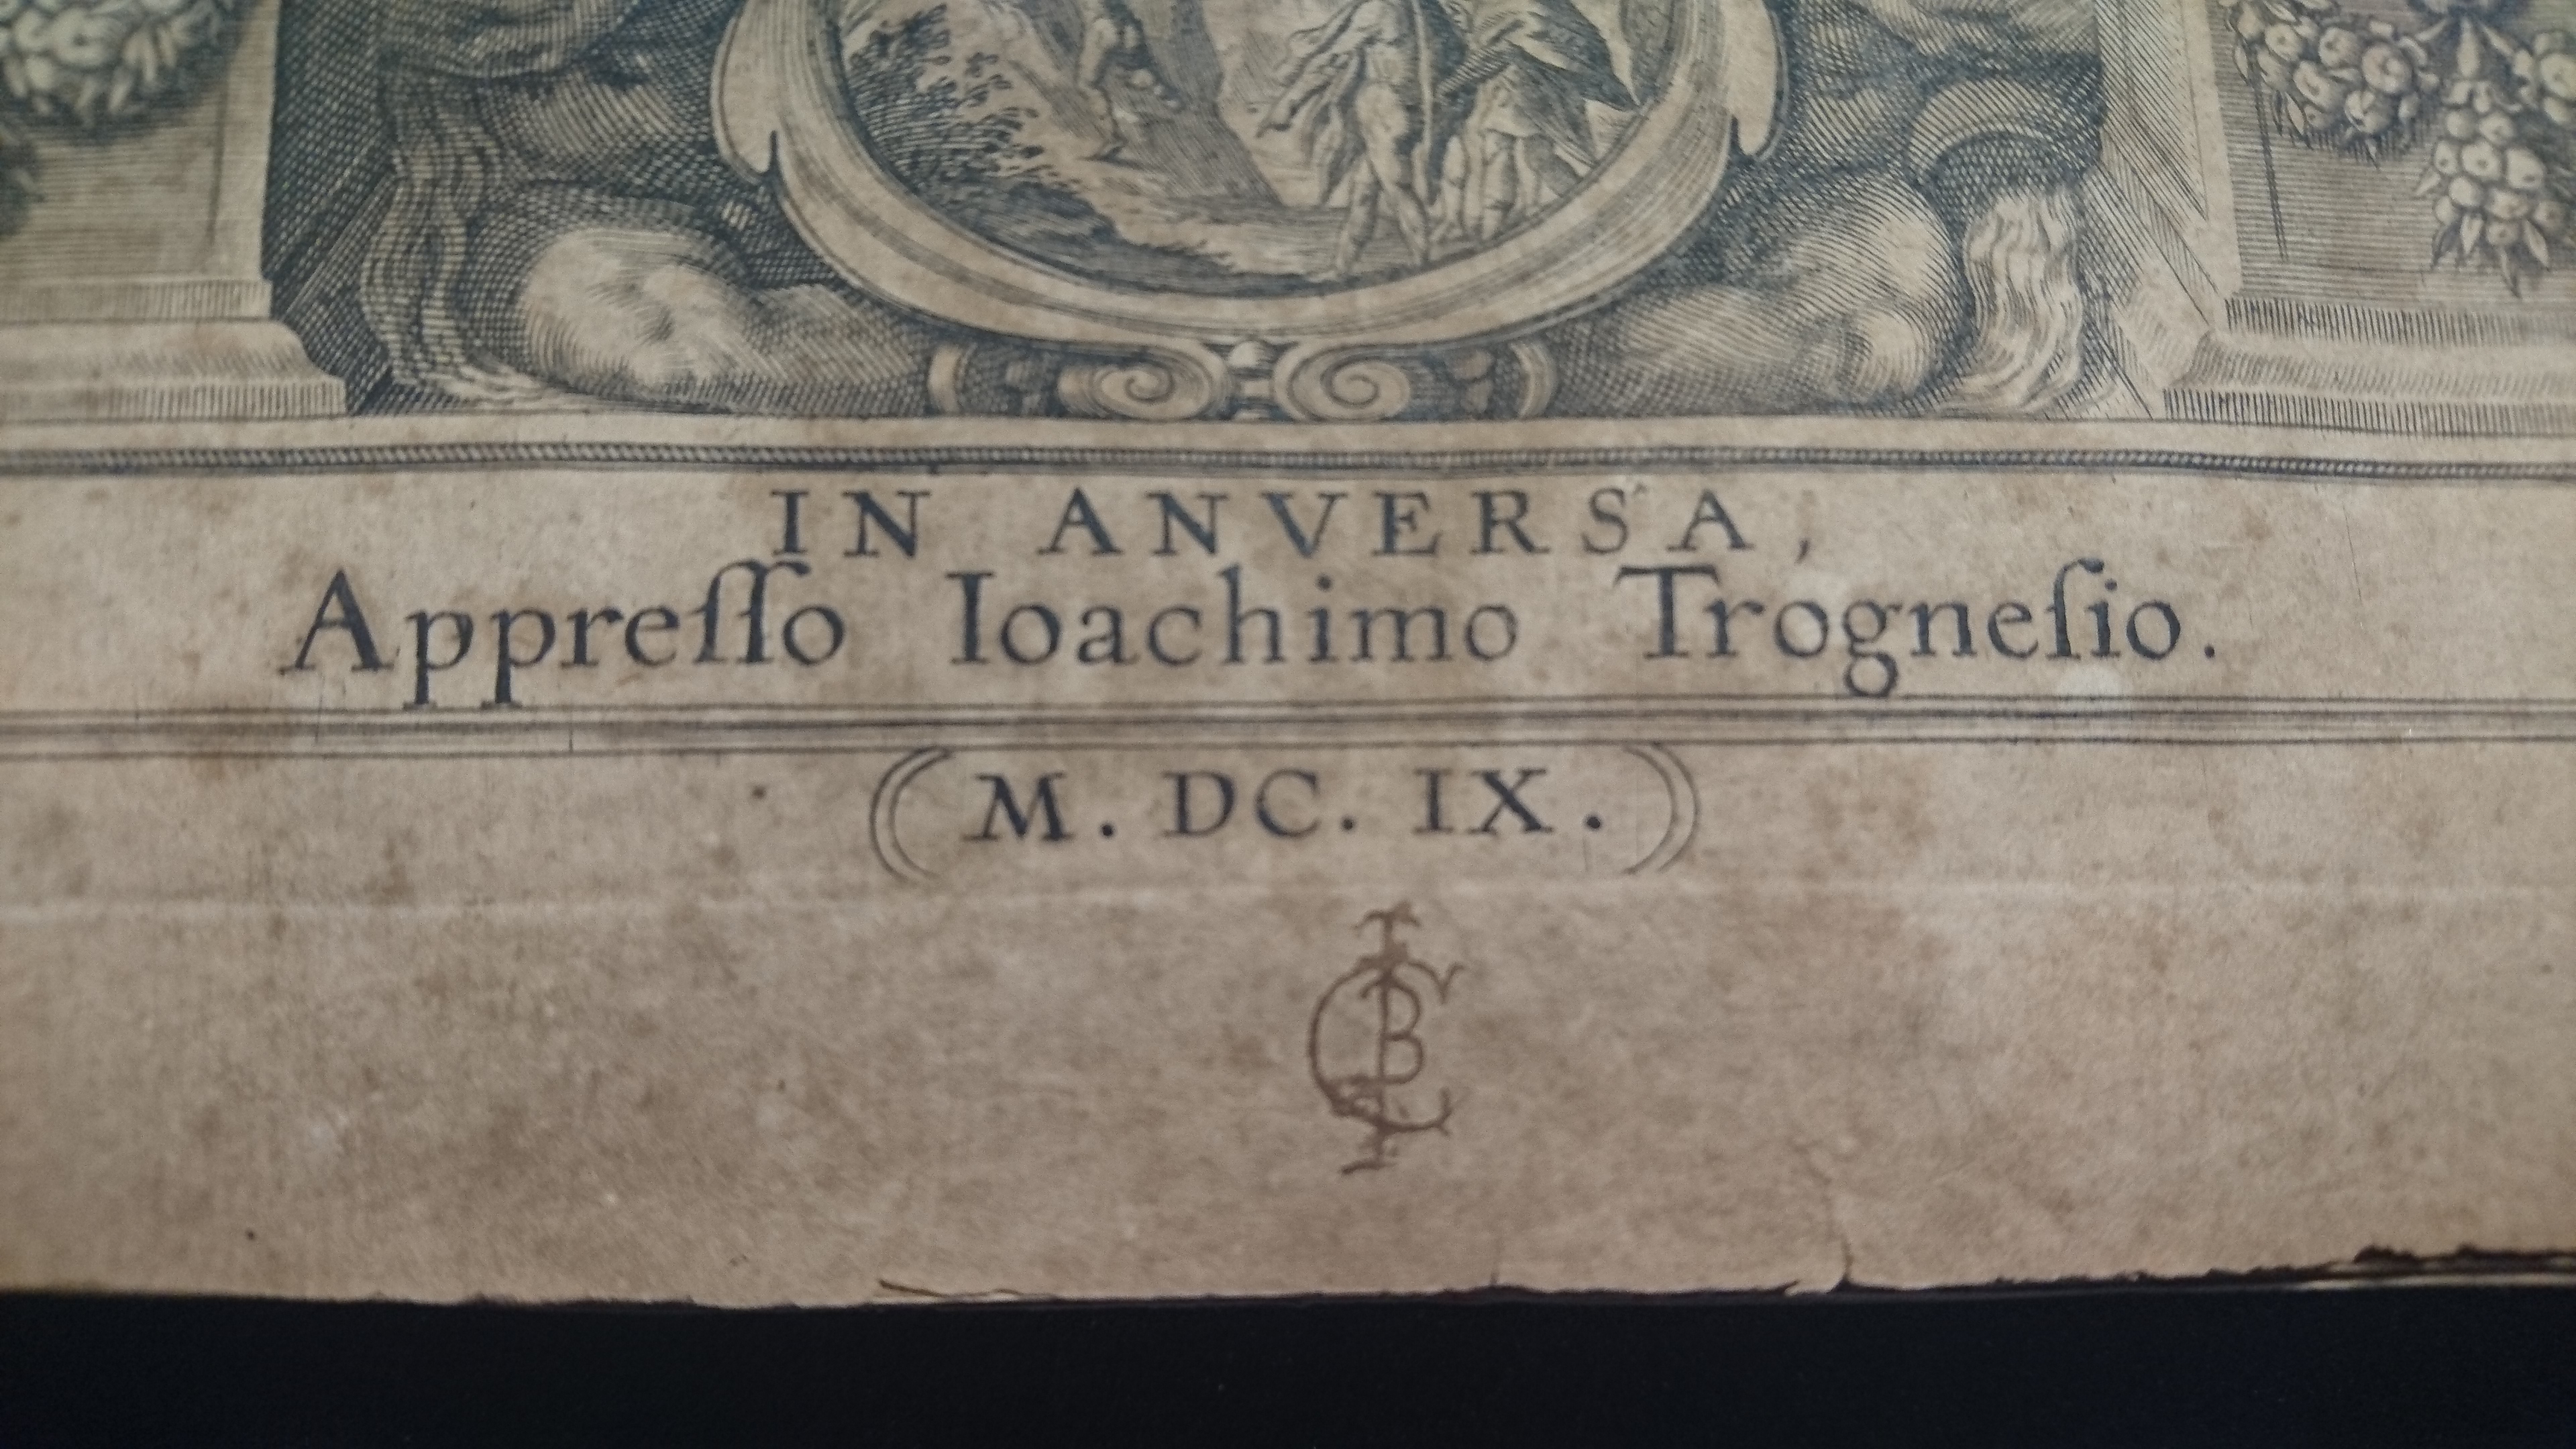 IN ANVERSA,
Appreſſo Ioachimo Trogneſio.
(M. DC. IX.)